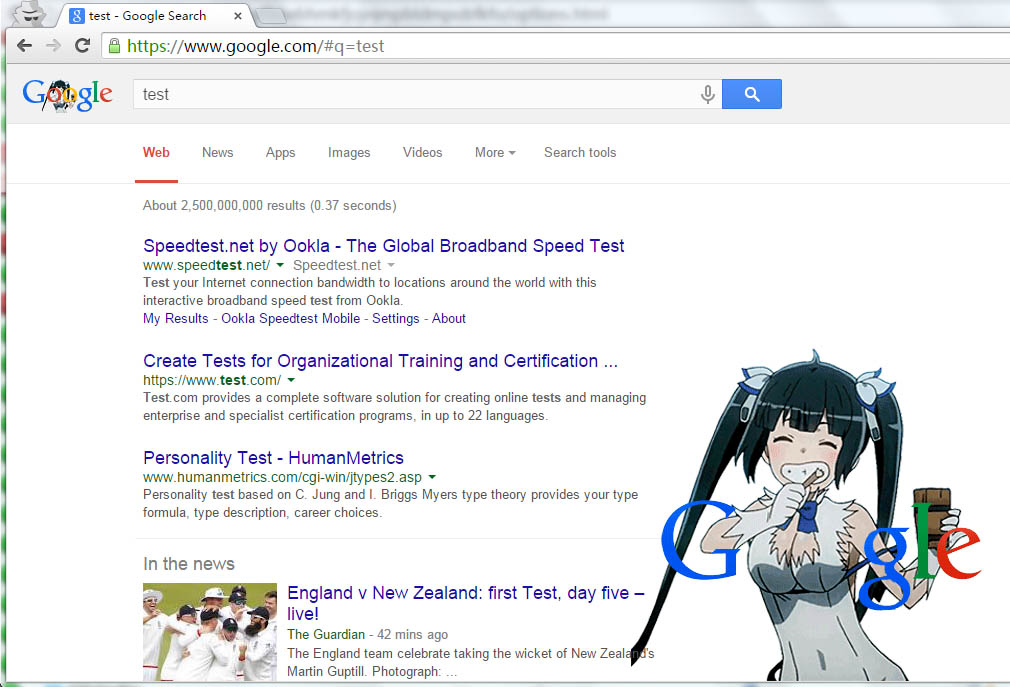 test - Google Search
https://www.google.com/#q=test
Google
test
Web News Apps Images Videos More Search tools
About 2,500,000,000 results (0.37 seconds)
Speedtest.net by Ookla - The Global Broadband Speed Test
www.speedtest.net/ Speedtest.net
Test your Internet connection bandwidth to locations around the world with this
interactive broadband speed test from Ookla.
My Results - Ookla Speedtest Mobile - Settings - About
Create Tests for Organizational Training and Certification ...
https://www.test.com/
Test.com provides a complete software solution for creating online tests and managing
enterprise and specialist certification programs, in up to 22 languages.
Personality Test - HumanMetrics
www.humanmetrics.com/cgi-win/jtypes2.asp
Personality test based on C. Jung and I. Briggs Myers type theory provides your type
formula, type description, career choices.
In the news
England v New Zealand: first Test, day five –
live!
The Guardian - 42 mins ago
The England team celebrate taking the wicket of New Zealand's
Martin Guptill. Photograph: ...
G gle